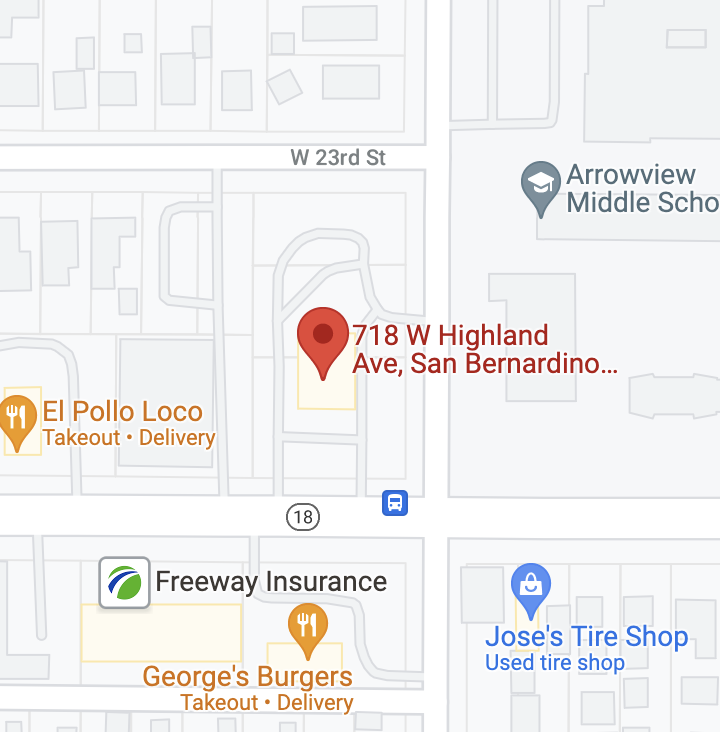 W 23rd St
Arrowview
Middle Scho
718 W Highland
Ave, San Bernardino...
El Pollo Loco
Takeout • Delivery
18
Freeway Insurance
George's Burgers
Takeout • Delivery
Jose's Tire Shop
Used tire shop